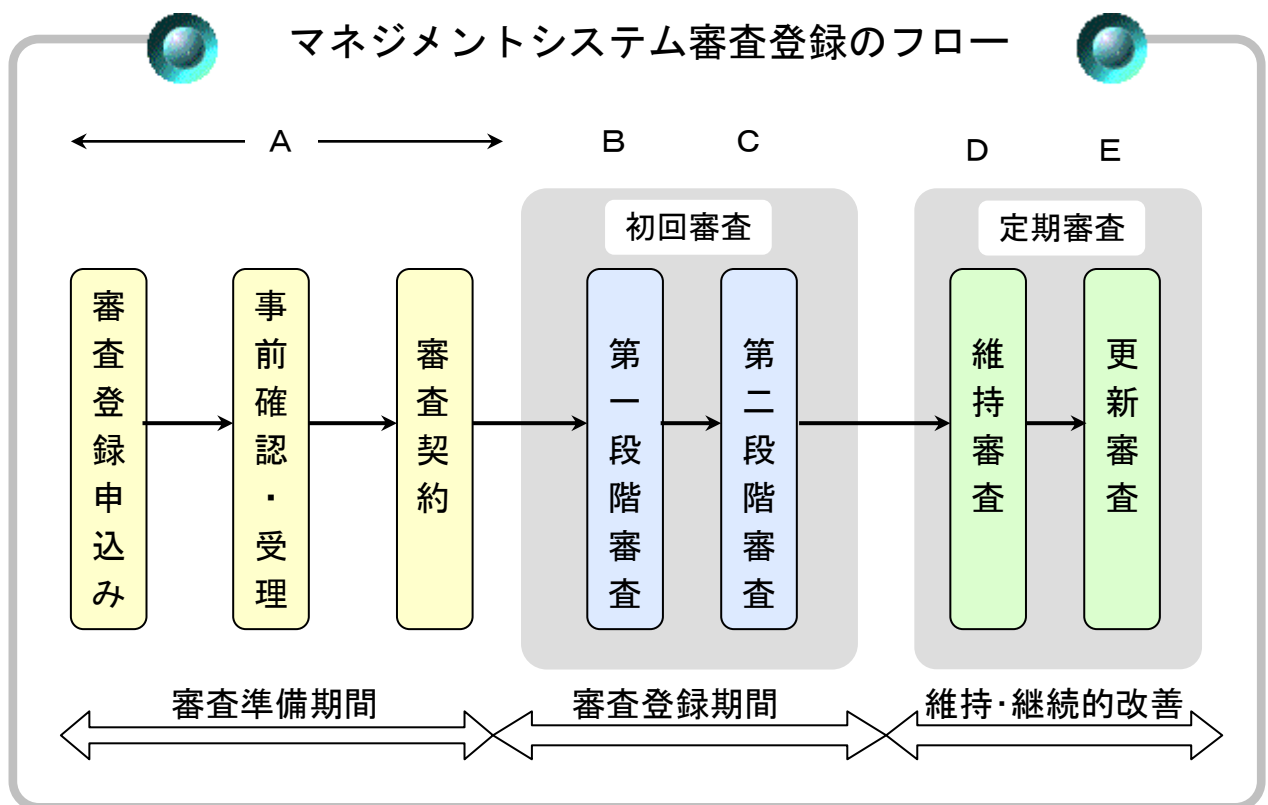 マネジメントシステム審査登録のフロー
A
B
C
D
E
初回審査
定期審査
審査登録申込み
事前確認・受理
審査契約
第一段階審査
第二段階審査
維持審査
更新審査
審査準備期間
審査登録期間
維持・継続的改善